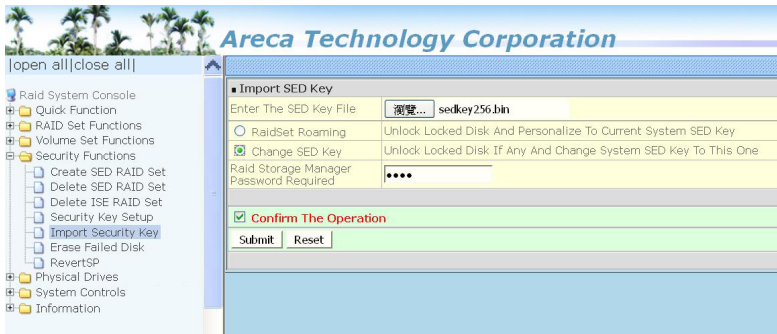 Areca Technology Corporation
|open all|close all|
Raid System Console
Quick Function
RAID Set Functions
Volume Set Functions
Security Functions
Create SED RAID Set
Delete SED RAID Set
Delete ISE RAID Set
Security Key Setup
Import Security Key
Erase Failed Disk
RevertSP
Physical Drives
System Controls
Information
Import SED Key
Enter The SED Key File 瀏覽... sedkey256.bin
RaidSet Roaming Unlock Locked Disk And Personalize To Current System SED Key
Change SED Key Unlock Locked Disk If Any And Change System SED Key To This One
Raid Storage Manager
Password Required ••••
Confirm The Operation
Submit Reset